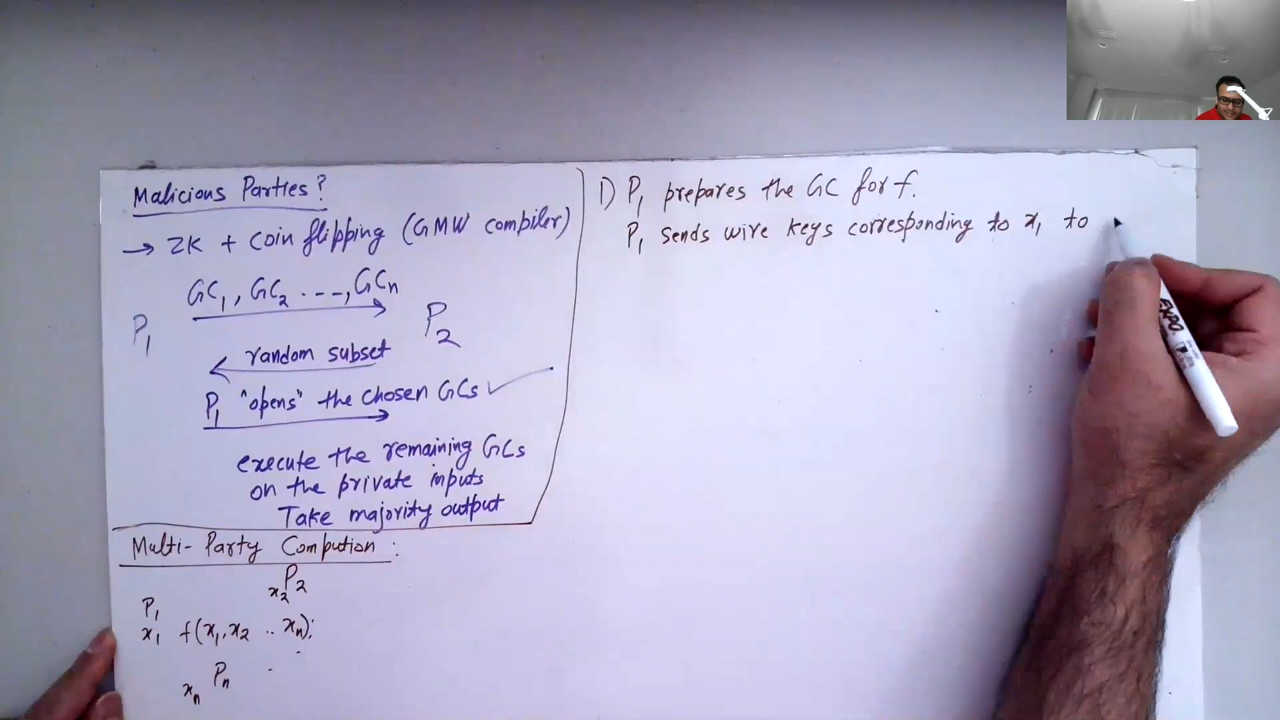 Malicious Parties?
→ ZK + Coin flipping (GMW compiler)
GC1, GC2 ..---, GCn
P1
P2
random subset
P1 "opens" the chosen GCs ✓
execute the remaining GCs
on the private inputs
Take majority output
Multi-Party Compution :
P2
x2
P1
x1 f(x1, x2 .. xn);
Pn
xn
1) P1 prepares the GC for f.
P1 sends wire keys corresponding to x1 to
EXPO